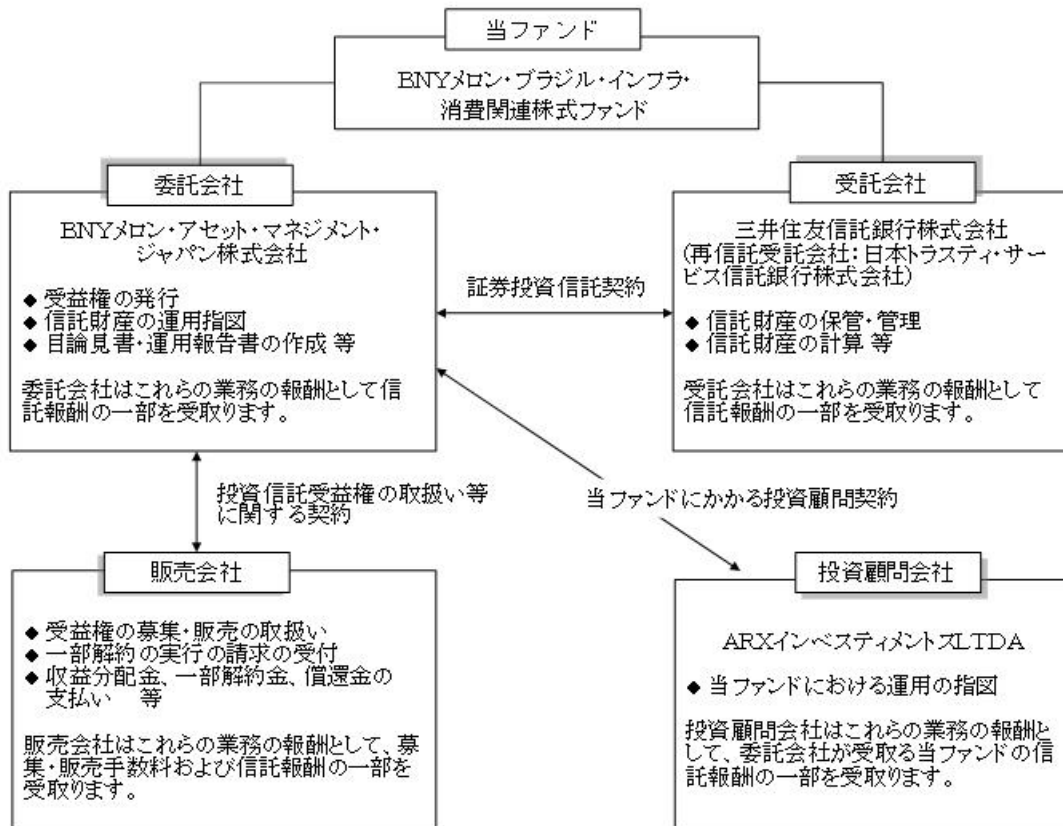 当ファンド
BNYメロン・ブラジル・インフラ・
消費関連株式ファンド
委託会社
BNYメロン・アセット・マネジメント・
ジャパン株式会社
◆ 受益権の発行
◆ 信託財産の運用指図
◆ 目論見書・運用報告書の作成 等
委託会社はこれらの業務の報酬として信
託報酬の一部を受取ります。
証券投資信託契約
受託会社
三井住友信託銀行株式会社
(再信託受託会社:日本トラスティ・サー
ビス信託銀行株式会社)
◆ 信託財産の保管・管理
◆ 信託財産の計算 等
受託会社はこれらの業務の報酬として
信託報酬の一部を受取ります。
投資信託受益権の取扱い等
に関する契約
当ファンドにかかる投資顧問契約
販売会社
◆ 受益権の募集・販売の取扱い
◆ 一部解約の実行の請求の受付
◆ 収益分配金、一部解約金、償還金の
支払い 等
販売会社はこれらの業務の報酬として、募
集・販売手数料および信託報酬の一部を
受取ります。
投資顧問会社
ARXインベスティメントズLTDA
◆ 当ファンドにおける運用の指図
投資顧問会社はこれらの業務の報酬と
して、委託会社が受取る当ファンドの信
託報酬の一部を受取ります。